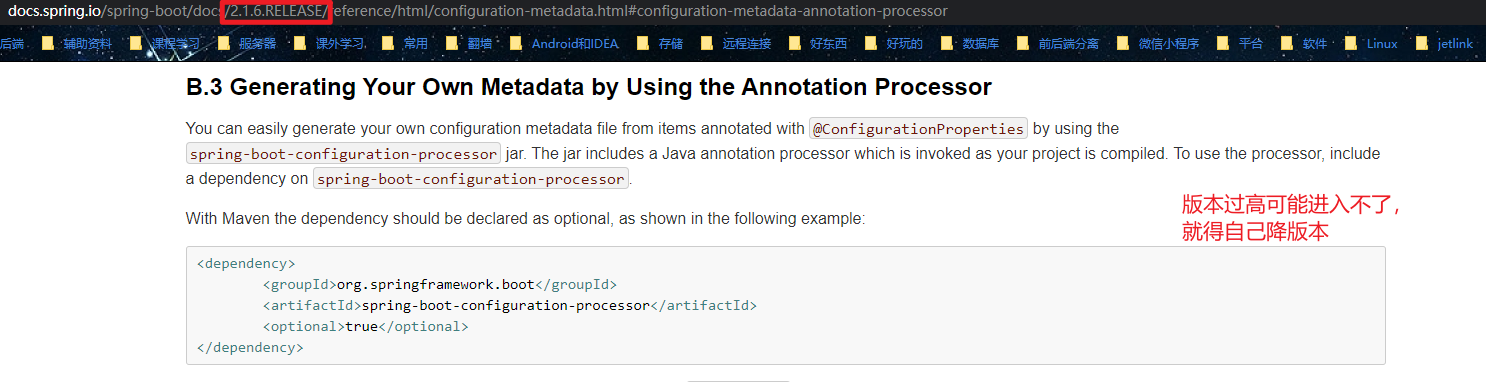 docs.spring.io/spring-boot/docs/2.1.6.RELEASE/reference/html/configuration-metadata.html#configuration-metadata-annotation-processor
后端 辅助资料 课程学习 服务器 课外学习 常用 翻墙 Android和IDEA 存储 远程连接 好东西 好玩的 数据库 前后端分离 微信小程序 平台 软件 Linux jetlink
B.3 Generating Your Own Metadata by Using the Annotation Processor
You can easily generate your own configuration metadata file from items annotated with @ConfigurationProperties by using the
spring-boot-configuration-processor jar. The jar includes a Java annotation processor which is invoked as your project is compiled. To use the processor, include
a dependency on spring-boot-configuration-processor.
版本过高可能进入不了，
就得自己降版本
With Maven the dependency should be declared as optional, as shown in the following example:
<dependency>
<groupId>org.springframework.boot</groupId>
<artifactId>spring-boot-configuration-processor</artifactId>
<optional>true</optional>
</dependency>